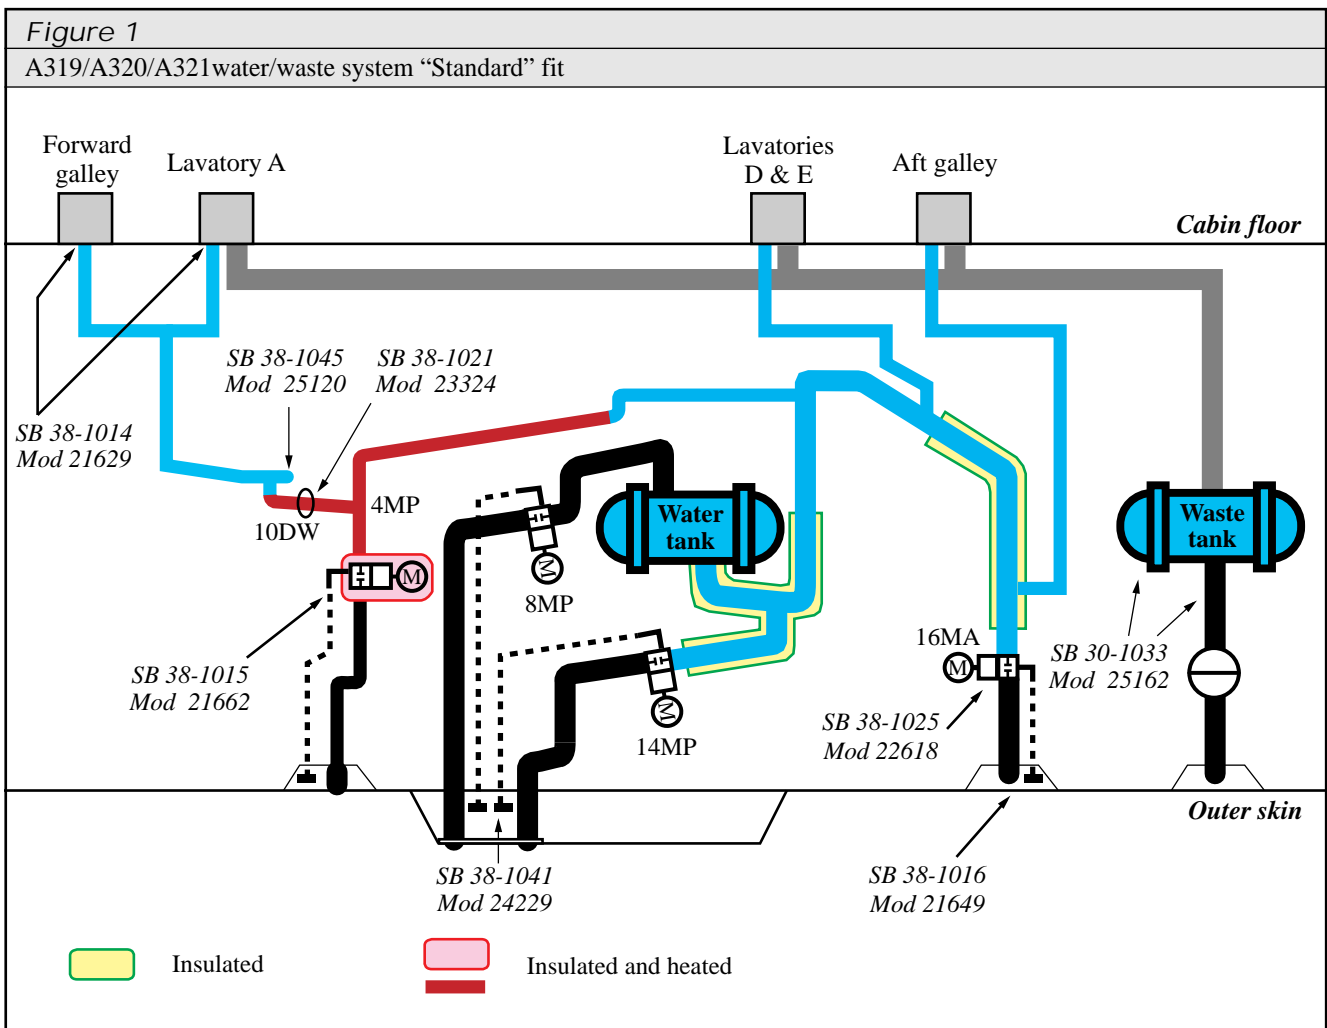 Figure 1
A319/A320/A321water/waste system “Standard” fit
Forward
galley
Lavatory A
Lavatories
D & E
Aft galley
Cabin floor
SB 38-1045
Mod 25120
SB 38-1021
Mod 23324
SB 38-1014
Mod 21629
10DW
4MP
M
SB 38-1015
Mod 21662
M
8MP
Water
tank
M
14MP
16MA
M
SB 38-1025
Mod 22618
Waste
tank
SB 30-1033
Mod 25162
Outer skin
SB 38-1041
Mod 24229
SB 38-1016
Mod 21649
Insulated
Insulated and heated